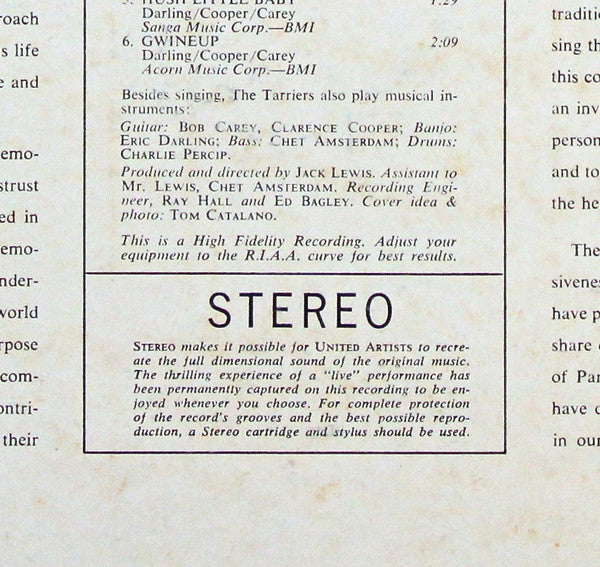 roach
s life
e and
emo-
strust
ed in
emo-
nder-
world
rpose
com-
ontri-
their
5. HUSH LITTLE BABY 1:29
Darling/Cooper/Carey
Sanga Music Corp.—BMI
6. GWINEUP 2:09
Darling/Cooper/Carey
Acorn Music Corp.—BMI
Besides singing, The Tarriers also play musical in-
struments:
Guitar: BOB CAREY, CLARENCE COOPER; Banjo:
ERIC DARLING; Bass: CHET AMSTERDAM; Drums:
CHARLIE PERCIP.
Produced and directed by JACK LEWIS. Assistant to
MR. LEWIS, CHET AMSTERDAM. Recording Engi-
neer, RAY HALL and ED BAGLEY. Cover idea &
photo: TOM CATALANO.
This is a High Fidelity Recording. Adjust your
equipment to the R.I.A.A. curve for best results.
STEREO
STEREO makes it possible for UNITED ARTISTS to recre-
ate the full dimensional sound of the original music.
The thrilling experience of a "live" performance has
been permanently captured on this recording to be en-
joyed whenever you choose. For complete protection
of the record's grooves and the best possible repro-
duction, a Stereo cartridge and stylus should be used.
traditi
sing th
this co
an inv
person
and to
the he
The
sivenes
have p
share
of Par
have c
in our